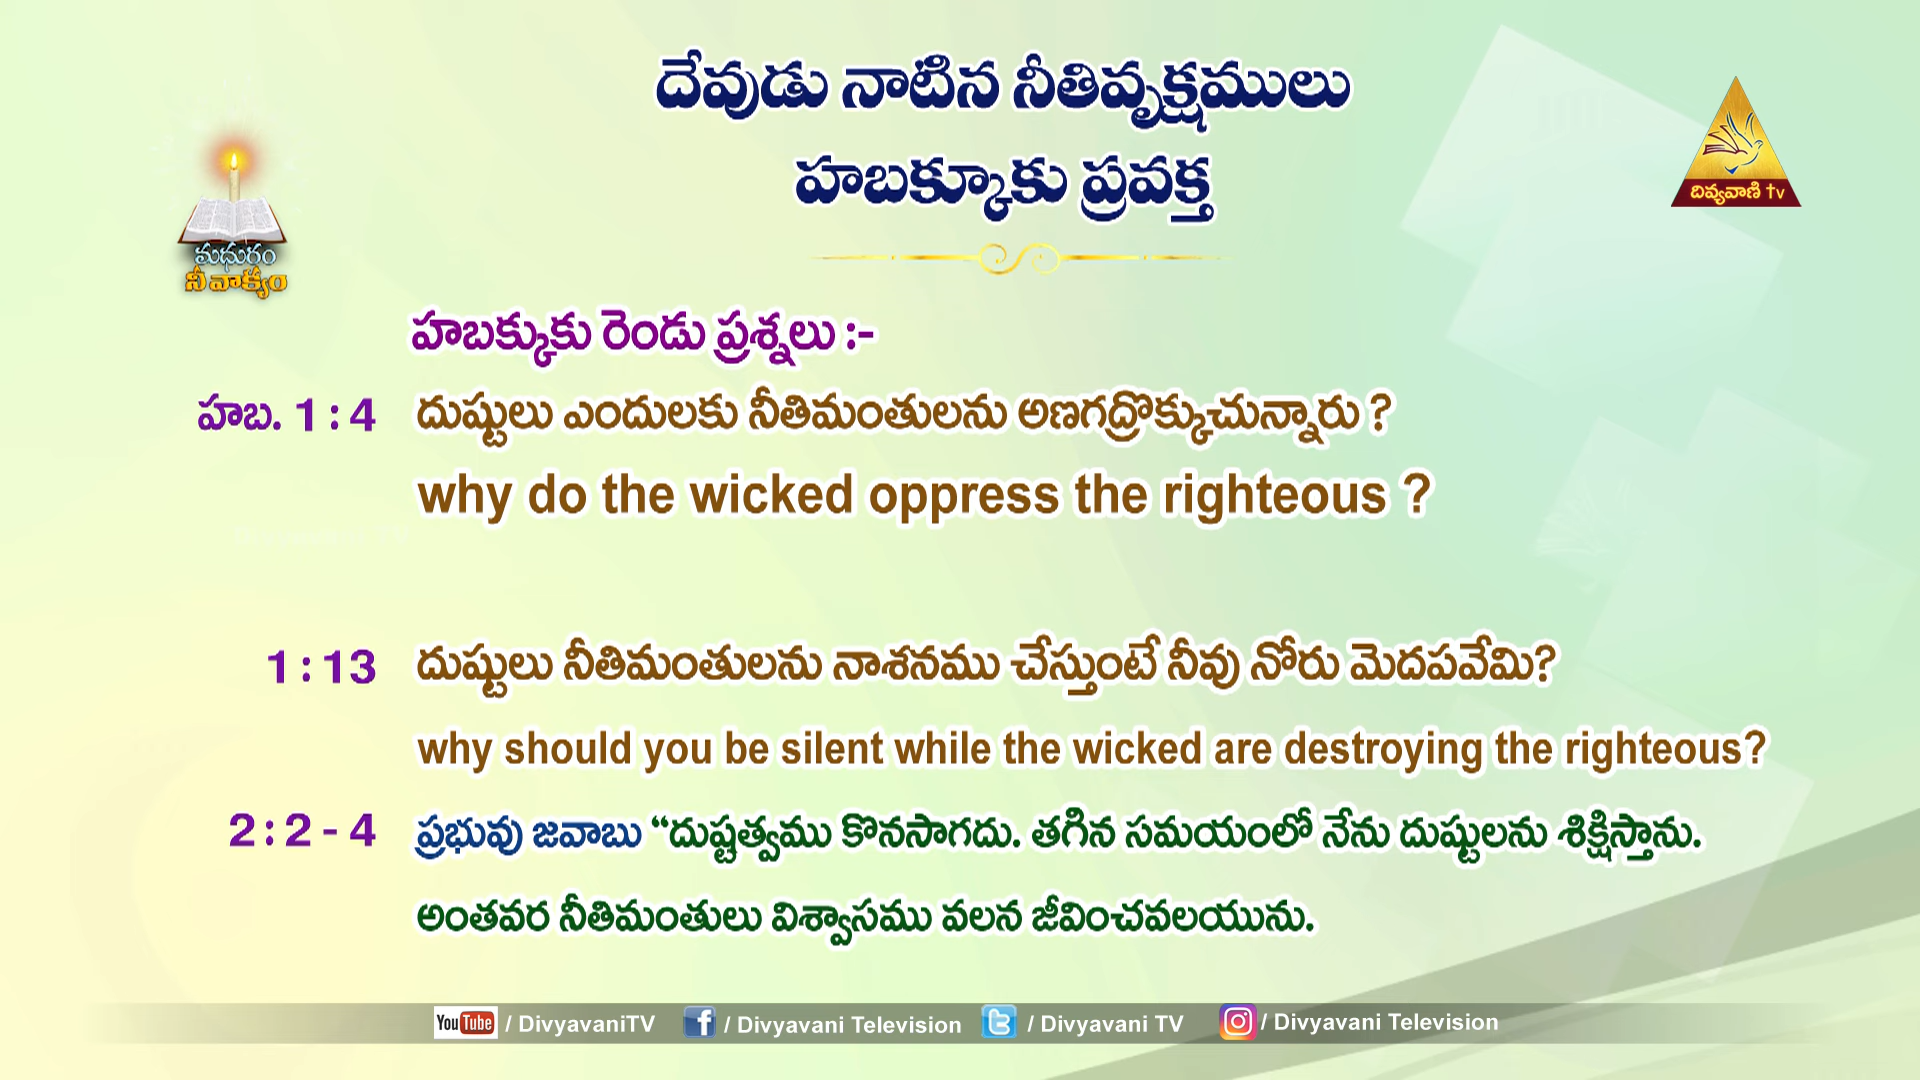 దేవుడు నాటిన నీతివృక్షములు
హబక్కూకు ప్రవక్త
దివ్యవాణి tv
మధురం
నీ వాక్యం
హబక్కుకు రెండు ప్రశ్నలు :-
హబ. 1 : 4 దుష్టులు ఎందులకు నీతిమంతులను అణగద్రొక్కుచున్నారు ?
why do the wicked oppress the righteous ?
1 : 13 దుష్టులు నీతిమంతులను నాశనము చేస్తుంటే నీవు నోరు మెదపవేమి?
why should you be silent while the wicked are destroying the righteous?
2 : 2 - 4 ప్రభువు జవాబు “దుష్టత్వము కొనసాగదు. తగిన సమయంలో నేను దుష్టులను శిక్షిస్తాను.
అంతవర నీతిమంతులు విశ్వాసము వలన జీవించవలయును.
YouTube / DivyavaniTV f / Divyavani Television / Divyavani TV / Divyavani Television